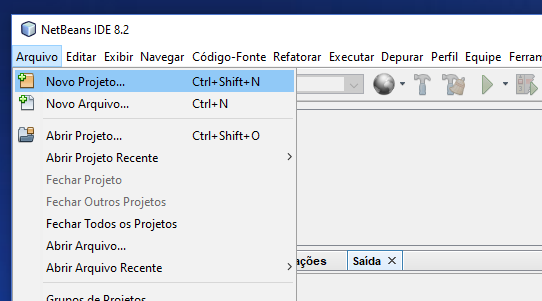 NetBeans IDE 8.2
Arquivo Editar Exibir Navegar Código-Fonte Refatorar Executar Depurar Perfil Equipe Ferram
Novo Projeto... Ctrl+Shift+N
Novo Arquivo... Ctrl+N
Abrir Projeto... Ctrl+Shift+O
Abrir Projeto Recente
Fechar Projeto
Fechar Outros Projetos
Fechar Todos os Projetos
Abrir Arquivo...
Abrir Arquivo Recente
ações Saída
Grupos de Projetos